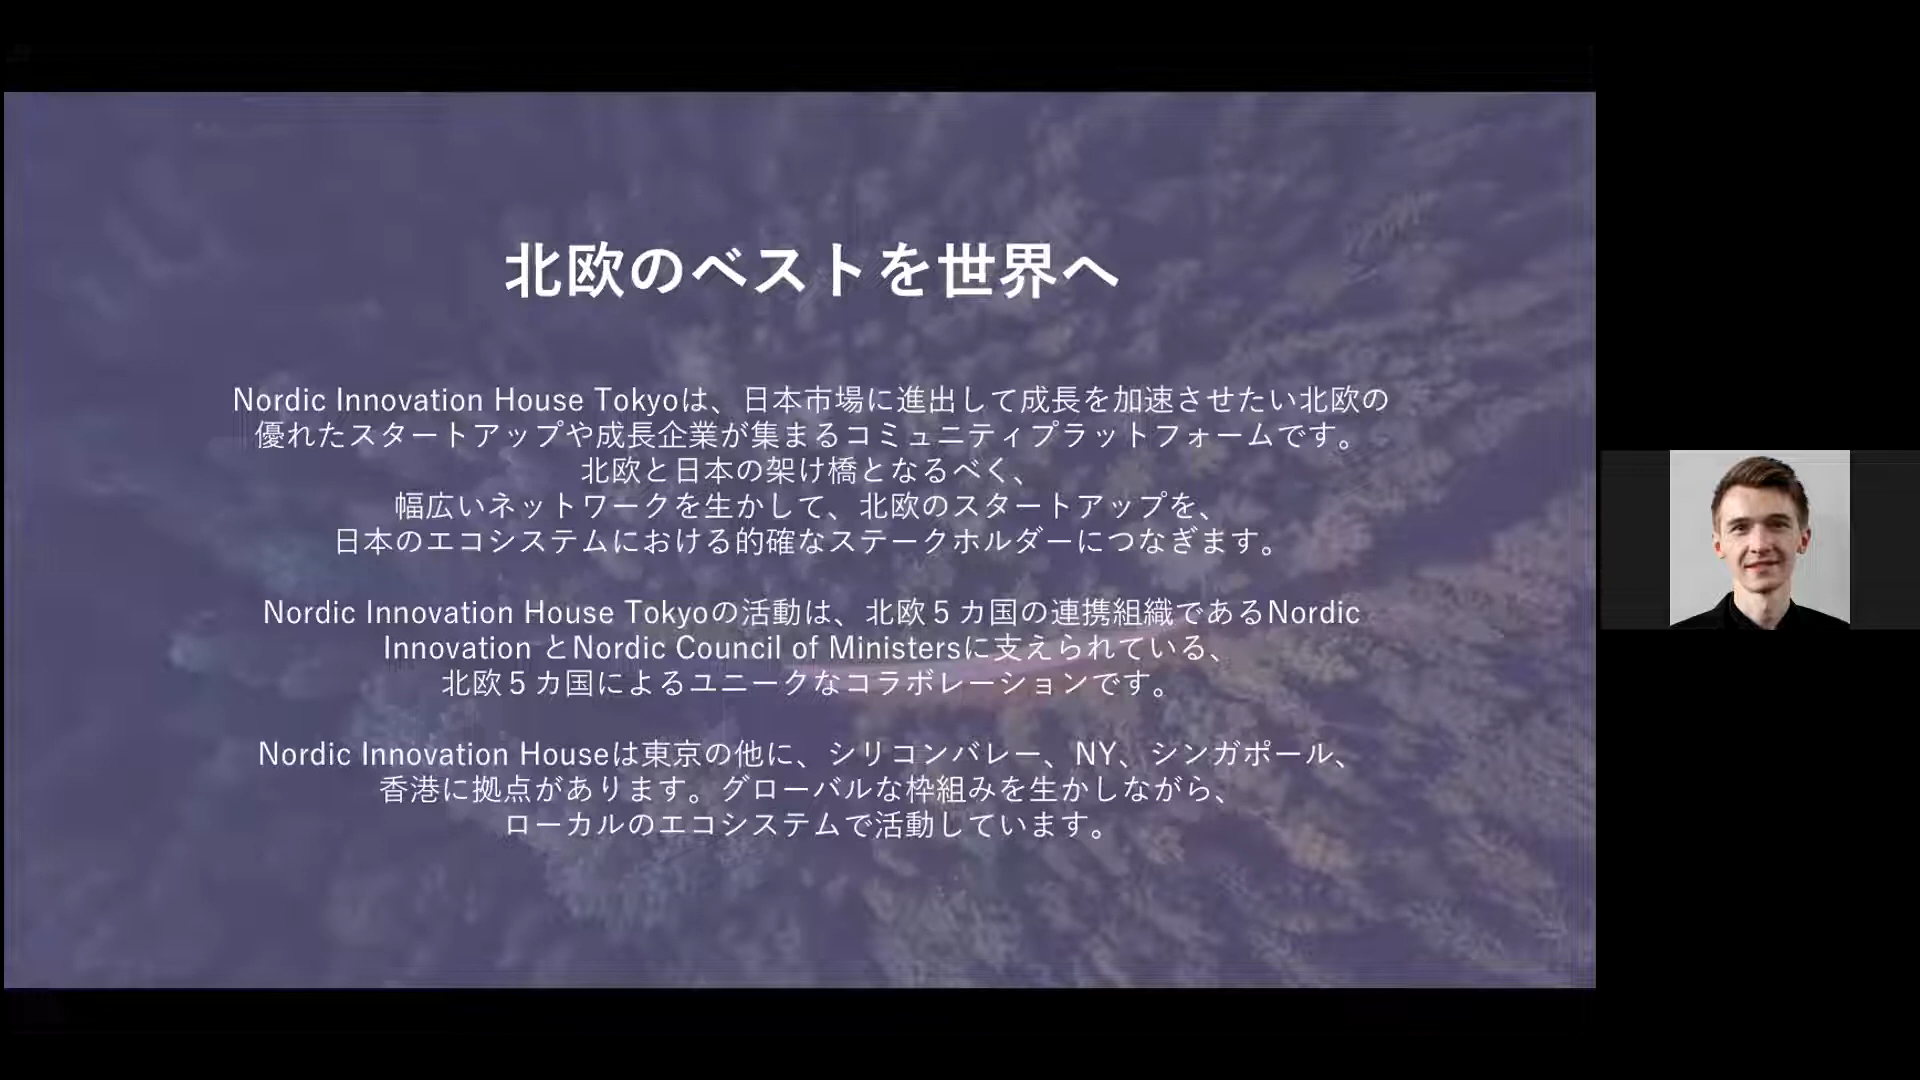 北欧のベストを世界へ
Nordic Innovation House Tokyoは、日本市場に進出して成長を加速させたい北欧の
優れたスタートアップや成長企業が集まるコミュニティプラットフォームです。
北欧と日本の架け橋となるべく、
幅広いネットワークを生かして、北欧のスタートアップを、
日本のエコシステムにおける的確なステークホルダーにつなぎます。
Nordic Innovation House Tokyoの活動は、北欧5カ国の連携組織であるNordic
Innovation とNordic Council of Ministersに支えられている、
北欧5カ国によるユニークなコラボレーションです。
Nordic Innovation Houseは東京の他に、シリコンバレー、NY、シンガポール、
香港に拠点があります。グローバルな枠組みを生かしながら、
ローカルのエコシステムで活動しています。